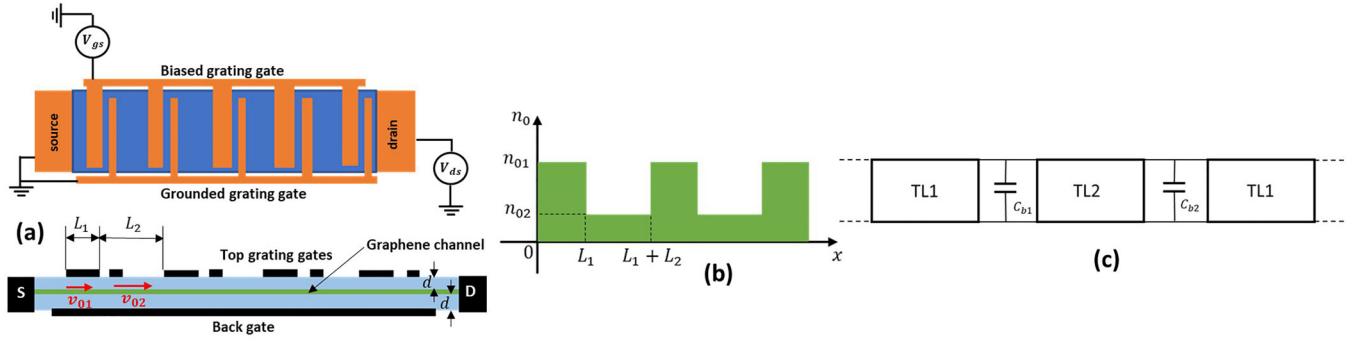 V_gs
Biased grating gate
source
drain
V_ds
Grounded grating gate
(a)
L_1
L_2
Top grating gates
Graphene channel
S
v_01
v_02
d
d
D
Back gate
n_0
n_01
n_02
0
L_1
L_1 + L_2
x
(b)
TL1
C_b1
TL2
C_b2
TL1
(c)